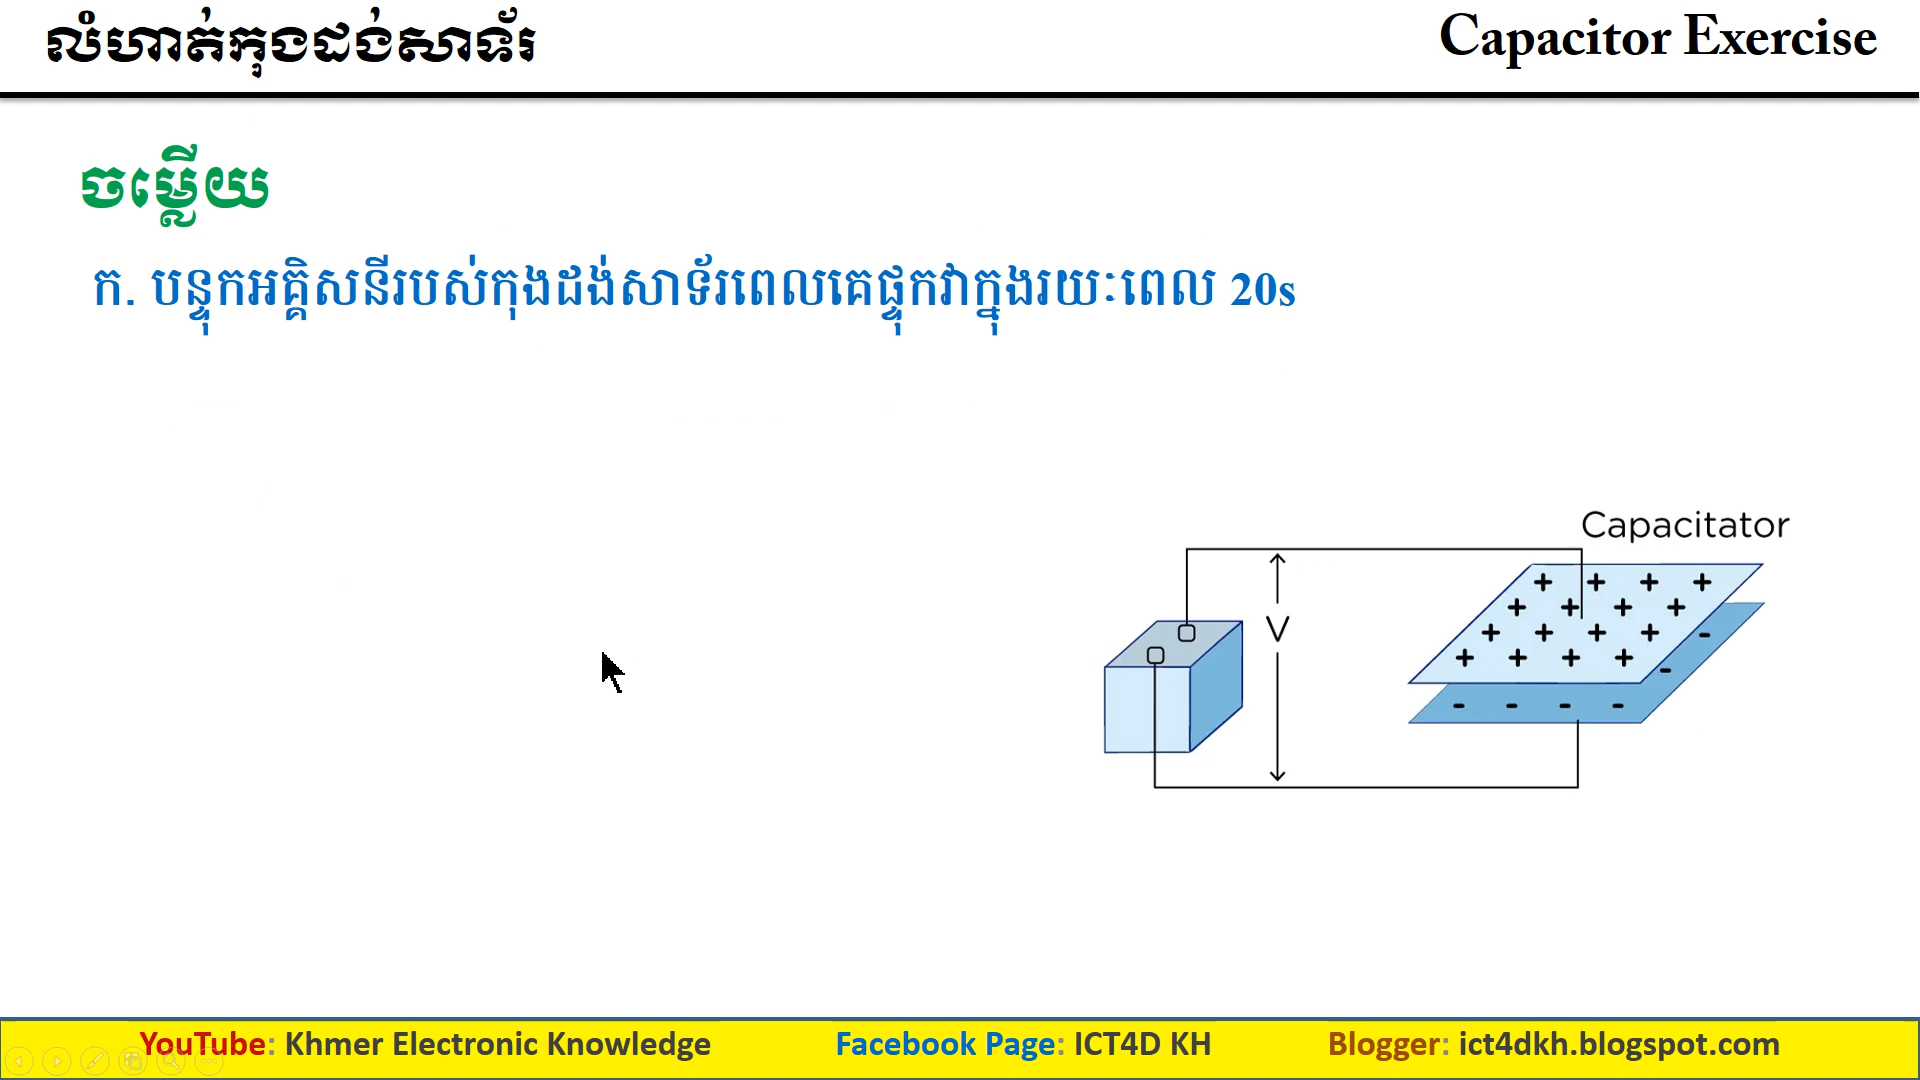 លំហាត់កុងដង់សាទ័រ
Capacitor Exercise
ចម្លើយ
ក. បន្ទុកអគ្គិសនីរបស់កុងដង់សាទ័រពេលគេផ្ទុកវាក្នុងរយៈពេល 20s
Capacitator
V
YouTube: Khmer Electronic Knowledge
Facebook Page: ICT4D KH
Blogger: ict4dkh.blogspot.com